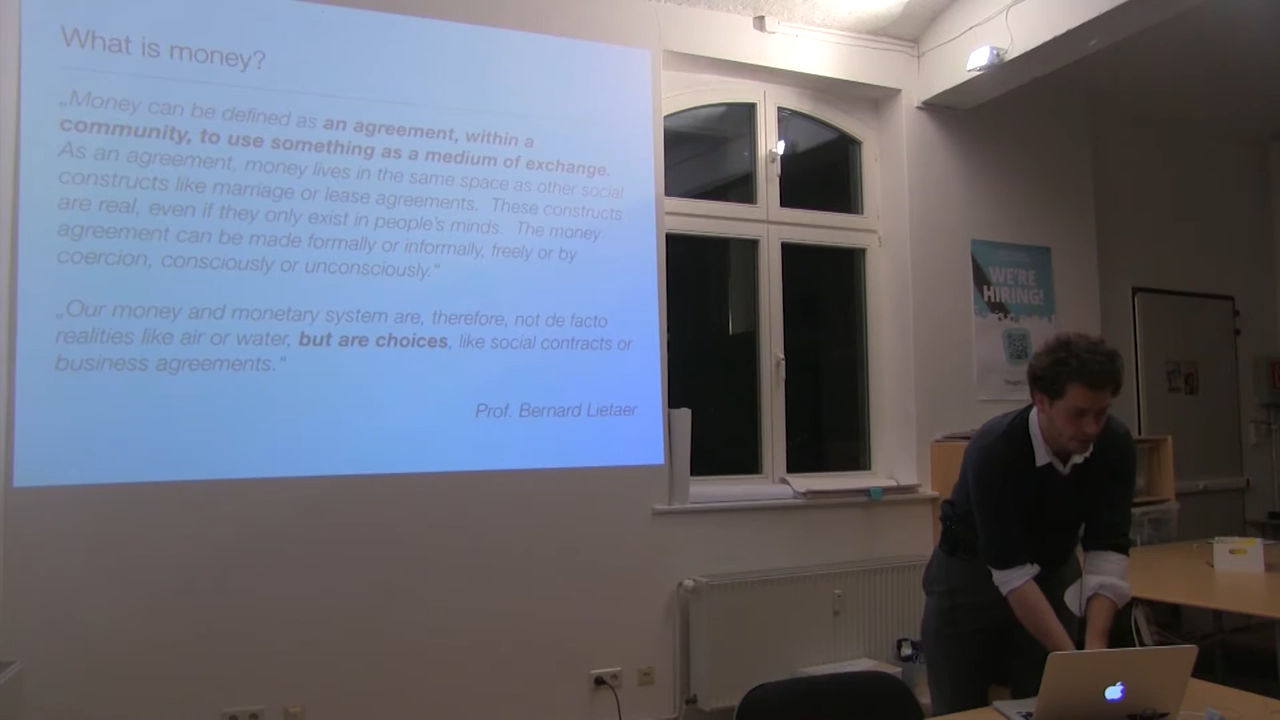 What is money?
„Money can be defined as an agreement, within a
community, to use something as a medium of exchange.
As an agreement, money lives in the same space as other social
constructs like marriage or lease agreements. These constructs
are real, even if they only exist in people's minds. The money
agreement can be made formally or informally, freely or by
coercion, consciously or unconsciously."
„Our money and monetary system are, therefore, not de facto
realities like air or water, but are choices, like social contracts or
business agreements."
Prof. Bernard Lietaer
WE'RE
HIRING!